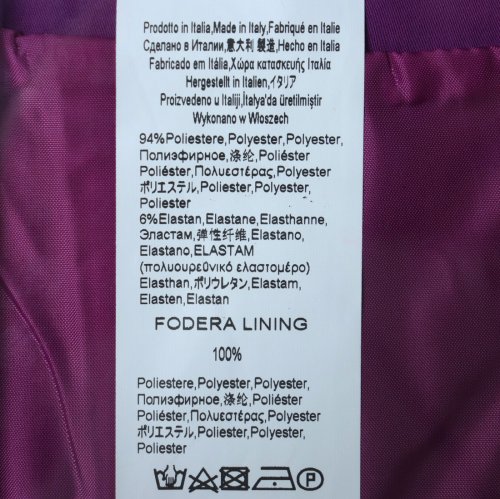 Prodotto in Italia,Made in Italy,Fabriqué en Italie
Сделано в Италии,意大利 製造,Hecho en Italia
Fabricado em Itália,Χώρα κατασκευής Ιταλία
Hergestellt in Italien,イタリア
Proizvedeno u Italiji,İtalya'da üretilmiştir
Wykonano w Włoszech
94%Poliestere,Polyester,Polyester,
Полиэфирное,涤纶,Poliéster
Poliéster,Πολυεστέρας,Polyester
ポリエステル,Poliester,Polyester,
Poliester
6%Elastan,Elastane,Elasthanne,
Эластам,弹性纤维,Elastano,
Elastano,ELASTAM
(πολυουρεθνικό ελαστομέρο)
Elasthan,ポリウレタン,Elastam,
Elasten,Elastan
FODERA LINING
100%
Poliestere,Polyester,Polyester,
Полиэфирное,涤纶,Poliéster
Poliéster,Πολυεστέρας,Polyester
ポリエステル,Poliester,Polyester,
Poliester
P